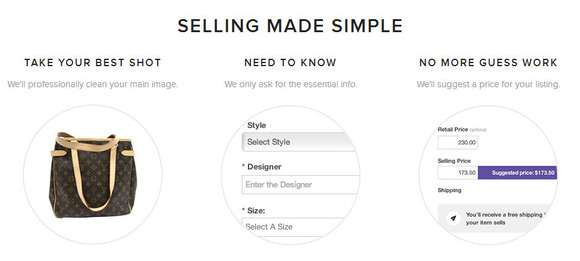 SELLING MADE SIMPLE
TAKE YOUR BEST SHOT
We'll professionally clean your main image.
NEED TO KNOW
We only ask for the essential info.
Style
Select Style
* Designer
Enter the Designer
* Size:
Select A Size
NO MORE GUESS WORK
We'll suggest a price for your listing.
Retail Price optional
230.00
Selling Price
173.50 Suggested price: $173.50
Shipping
You'll receive a free shipping
your item sells